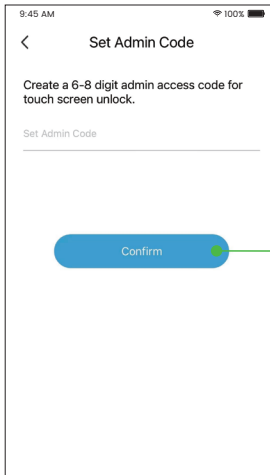 9:45 AM 100%
Set Admin Code
Create a 6-8 digit admin access code for
touch screen unlock.
Set Admin Code
Confirm